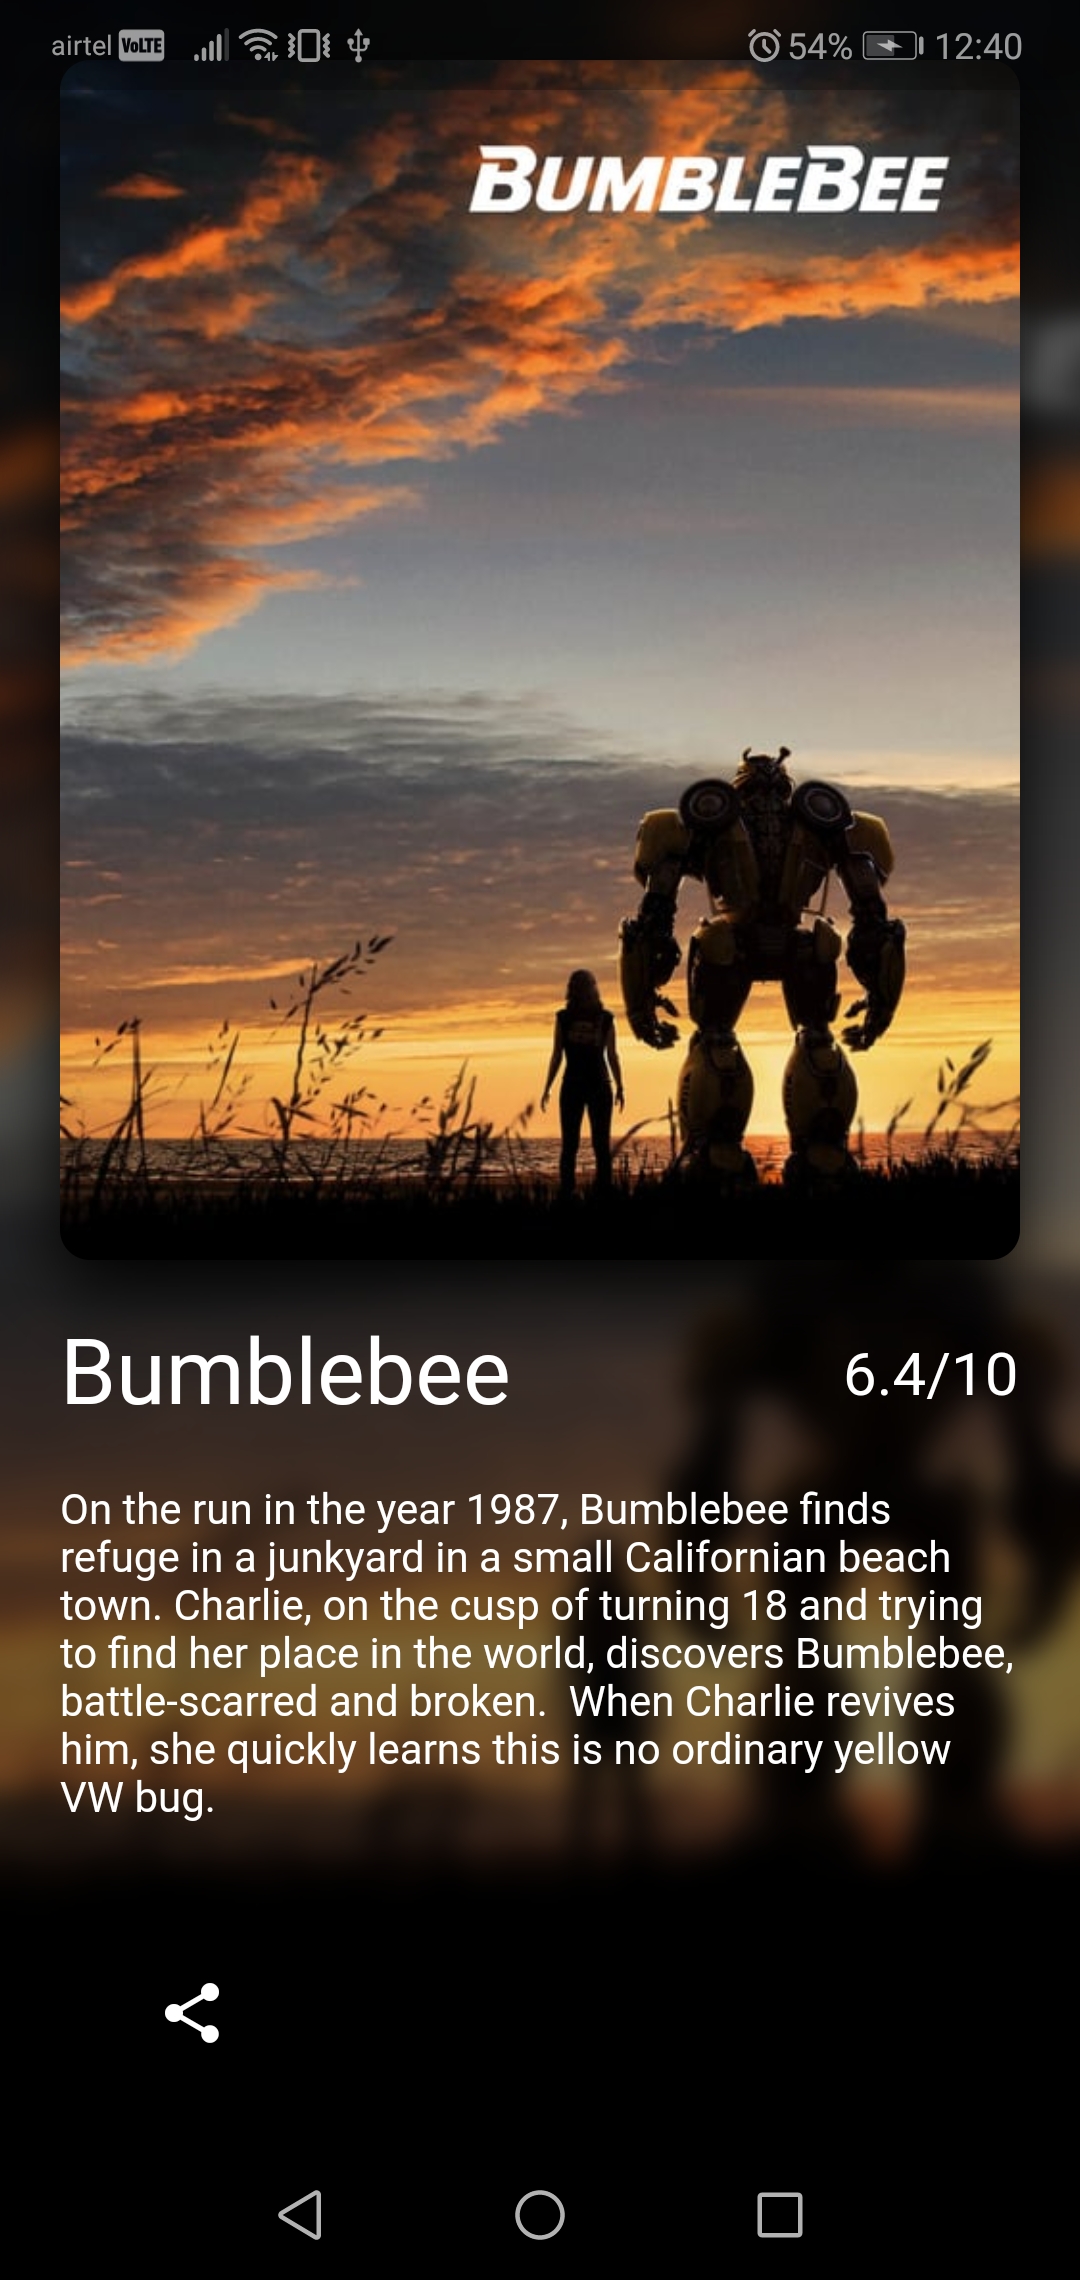 airtel VoLTE 54% 12:40
BUMBLEBEE
Bumblebee 6.4/10
On the run in the year 1987, Bumblebee finds
refuge in a junkyard in a small Californian beach
town. Charlie, on the cusp of turning 18 and trying
to find her place in the world, discovers Bumblebee,
battle-scarred and broken.  When Charlie revives
him, she quickly learns this is no ordinary yellow
VW bug.